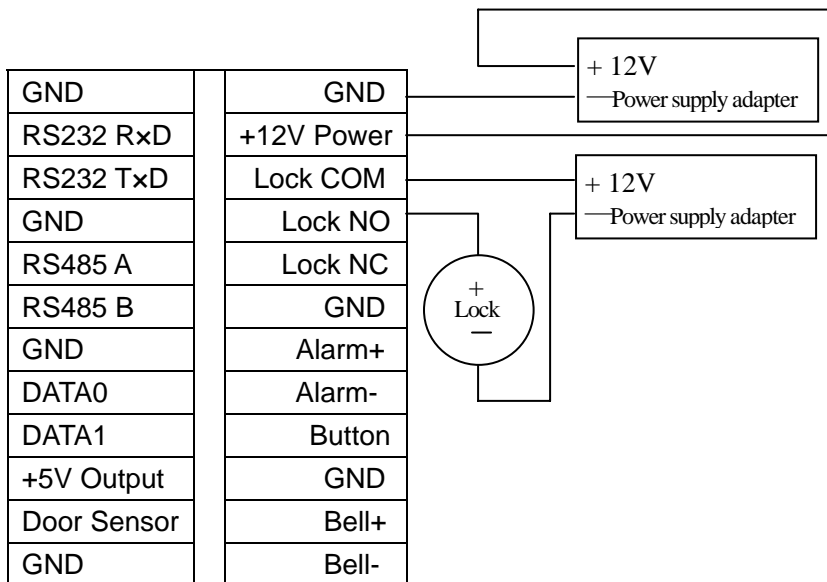 + 12V
—Power supply adapter
GND GND
RS232 R×D +12V Power
RS232 T×D Lock COM
+ 12V
—Power supply adapter
GND Lock NO
RS485 A Lock NC
RS485 B GND
+
Lock
—
GND Alarm+
DATA0 Alarm-
DATA1 Button
+5V Output GND
Door Sensor Bell+
GND Bell-